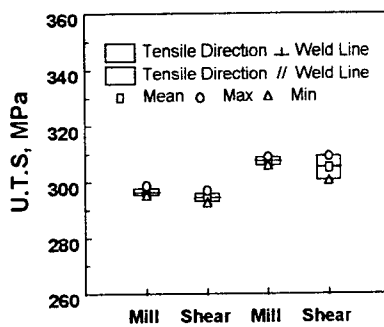 360
Tensile Direction ⊥ Weld Line
Tensile Direction // Weld Line
340
□ Mean ○ Max △ Min
U.T.S, MPa
320
300
280
260
Mill Shear Mill Shear